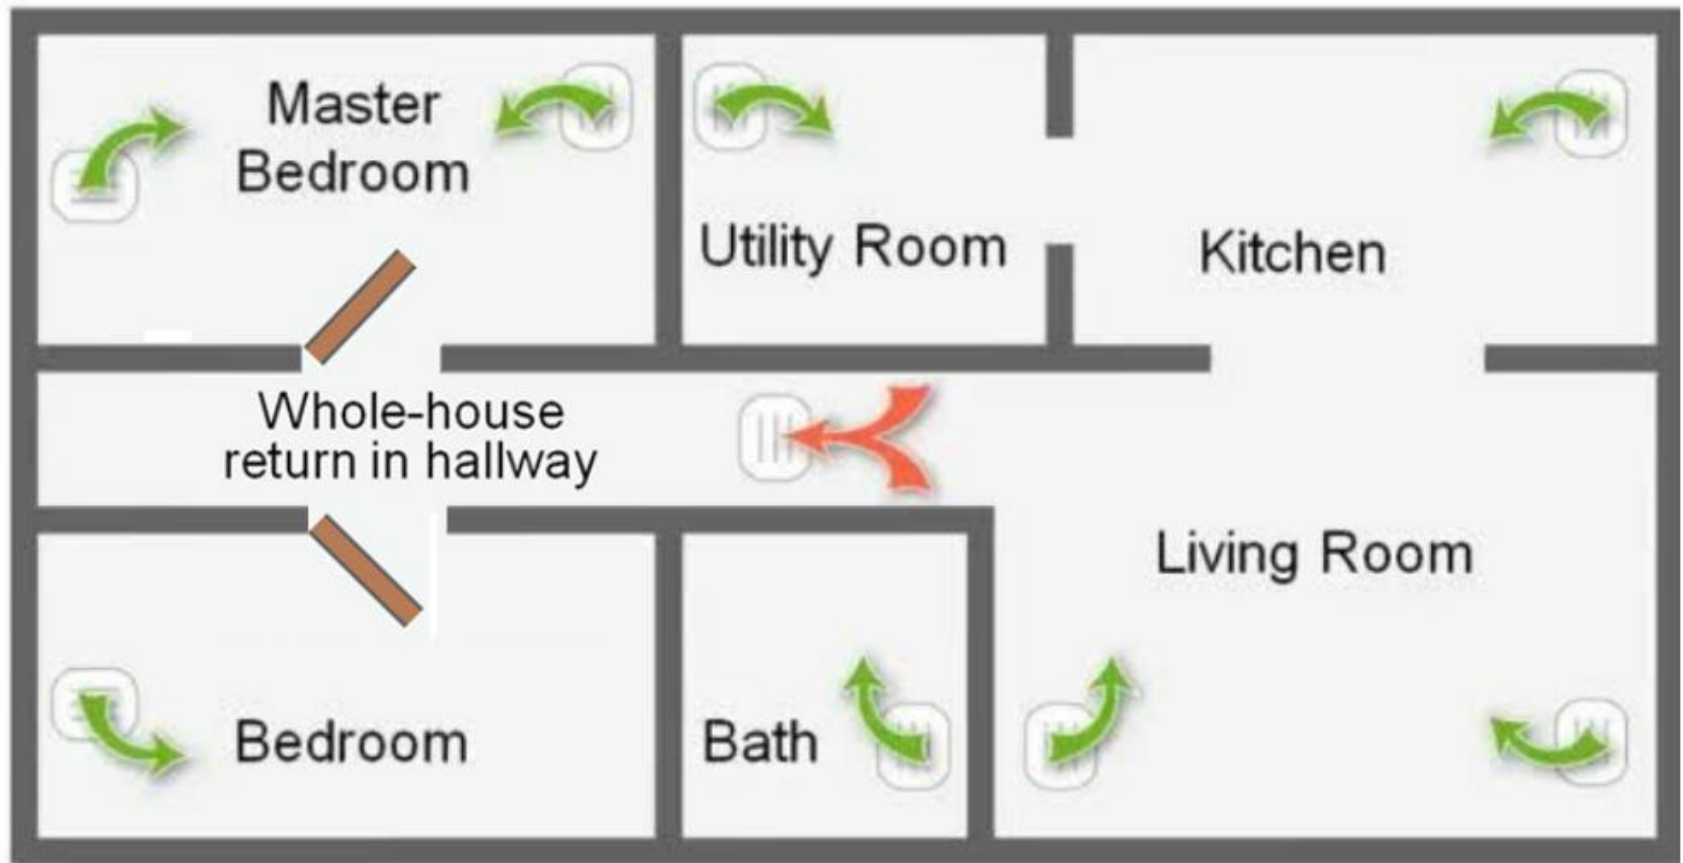 Master
Bedroom
Utility Room
Kitchen
Whole-house
return in hallway
Living Room
Bedroom
Bath